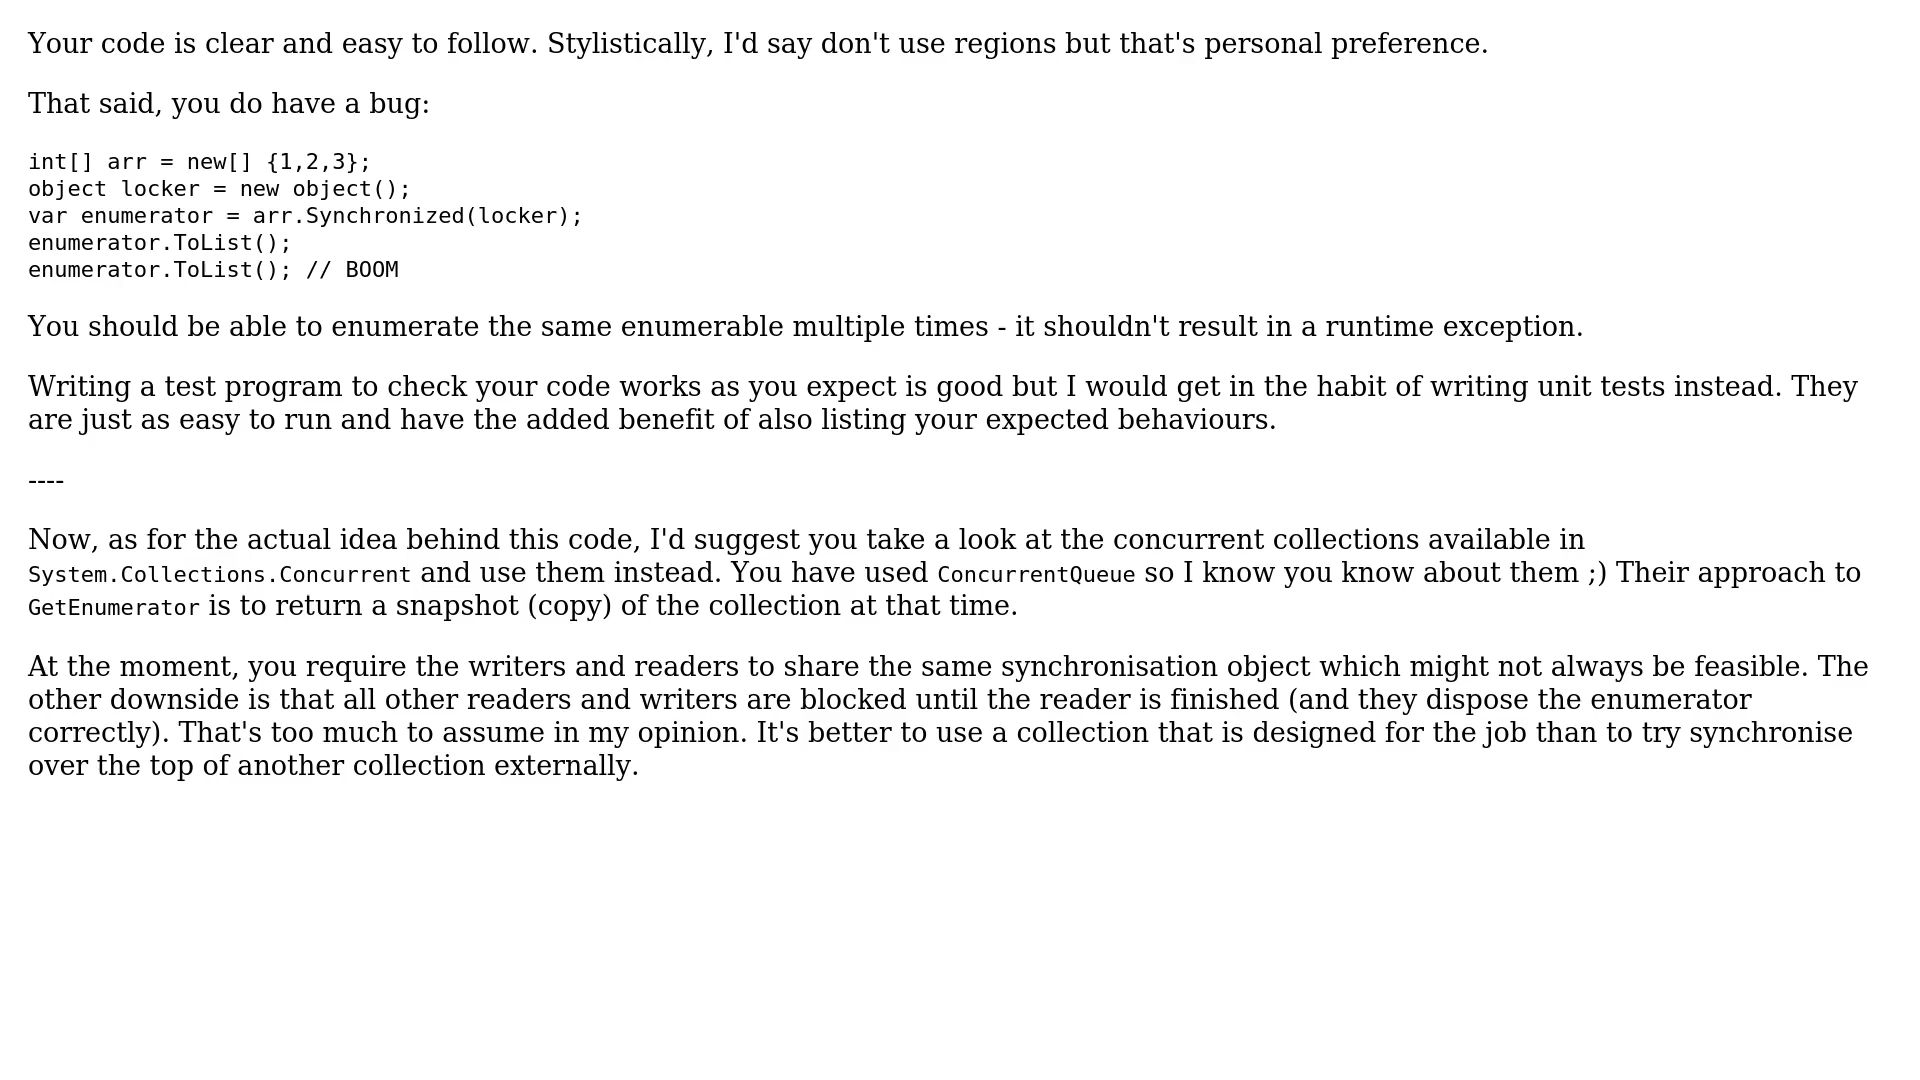 Your code is clear and easy to follow. Stylistically, I'd say don't use regions but that's personal preference.
That said, you do have a bug:
int[] arr = new[] {1,2,3};
object locker = new object();
var enumerator = arr.Synchronized(locker);
enumerator.ToList();
enumerator.ToList(); // BOOM
You should be able to enumerate the same enumerable multiple times - it shouldn't result in a runtime exception.
Writing a test program to check your code works as you expect is good but I would get in the habit of writing unit tests instead. They
are just as easy to run and have the added benefit of also listing your expected behaviours.
----
Now, as for the actual idea behind this code, I'd suggest you take a look at the concurrent collections available in
System.Collections.Concurrent and use them instead. You have used ConcurrentQueue so I know you know about them ;) Their approach to
GetEnumerator is to return a snapshot (copy) of the collection at that time.
At the moment, you require the writers and readers to share the same synchronisation object which might not always be feasible. The
other downside is that all other readers and writers are blocked until the reader is finished (and they dispose the enumerator
correctly). That's too much to assume in my opinion. It's better to use a collection that is designed for the job than to try synchronise
over the top of another collection externally.